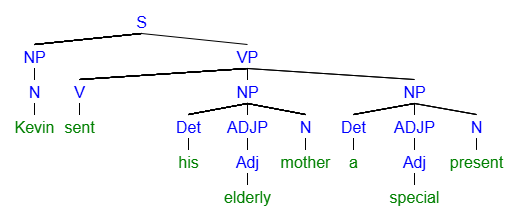 S
NP VP
N V NP NP
Kevin sent Det ADJP N Det ADJP N
his Adj mother a Adj present
elderly special